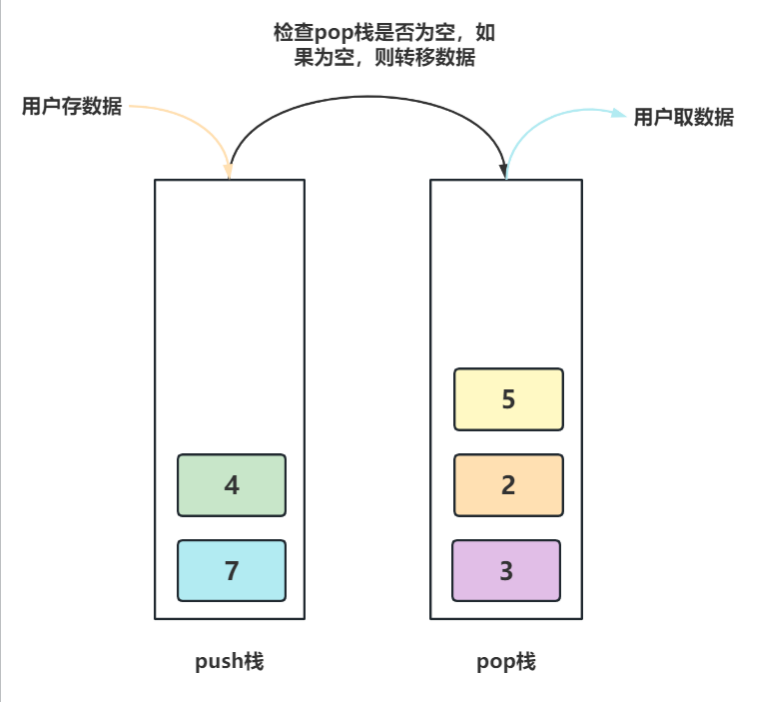 检查pop栈是否为空，如
果为空，则转移数据
用户存数据
用户取数据
5
4
2
7
3
push栈
pop栈